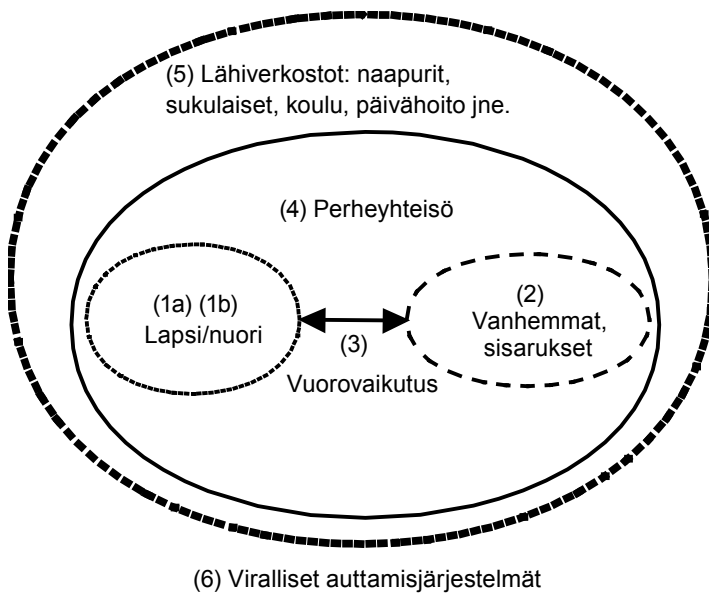 (5) Lähiverkostot: naapurit,
sukulaiset, koulu, päivähoito jne.
(4) Perheyhteisö
(1a) (1b)
Lapsi/nuori
(2)
Vanhemmat,
sisarukset
(3)
Vuorovaikutus
(6) Viralliset auttamisjärjestelmät